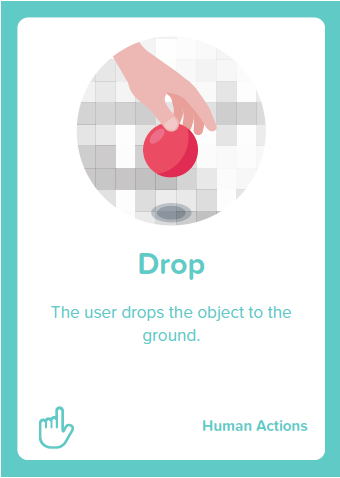 Drop
The user drops the object to the
ground.
Human Actions